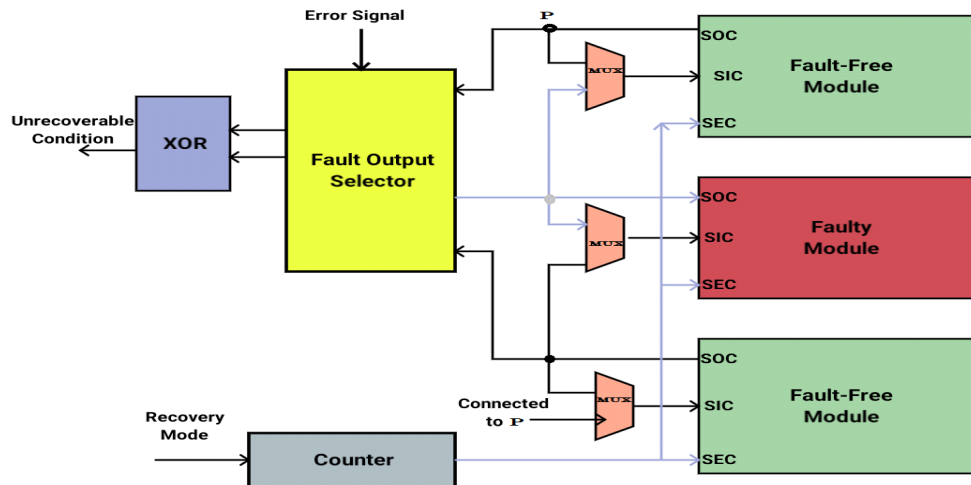 Error Signal
P
SOC
MUX
SIC
Fault-Free
Module
SEC
Unrecoverable
Condition
XOR
Fault Output
Selector
SOC
MUX
SIC
Faulty
Module
SEC
SOC
MUX
SIC
Fault-Free
Module
SEC
Connected
to P
Recovery
Mode
Counter